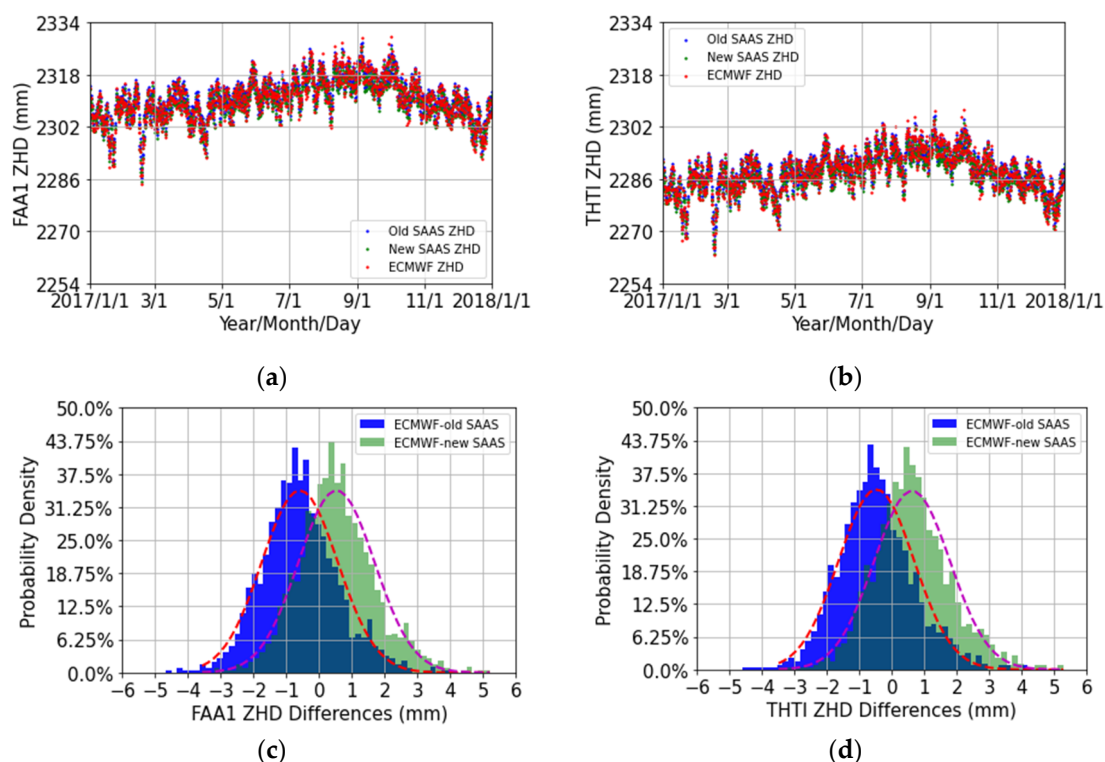 2334
2318
2302
2286
2270
2254
FAA1 ZHD (mm)
Old SAAS ZHD
New SAAS ZHD
ECMWF ZHD
2017/1/1 3/1 5/1 7/1 9/1 11/1 2018/1/1
Year/Month/Day
(a)
2334
2318
2302
2286
2270
2254
THTI ZHD (mm)
Old SAAS ZHD
New SAAS ZHD
ECMWF ZHD
2017/1/1 3/1 5/1 7/1 9/1 11/1 2018/1/1
Year/Month/Day
(b)
50.0%
43.75%
37.5%
31.25%
25.0%
18.75%
12.5%
6.25%
0.0%
Probability Density
ECMWF-old SAAS
ECMWF-new SAAS
−6 −5 −4 −3 −2 −1 0 1 2 3 4 5 6
FAA1 ZHD Differences (mm)
(c)
50.0%
43.75%
37.5%
31.25%
25.0%
18.75%
12.5%
6.25%
0.0%
Probability Density
ECMWF-old SAAS
ECMWF-new SAAS
−6 −5 −4 −3 −2 −1 0 1 2 3 4 5 6
THTI ZHD Differences (mm)
(d)